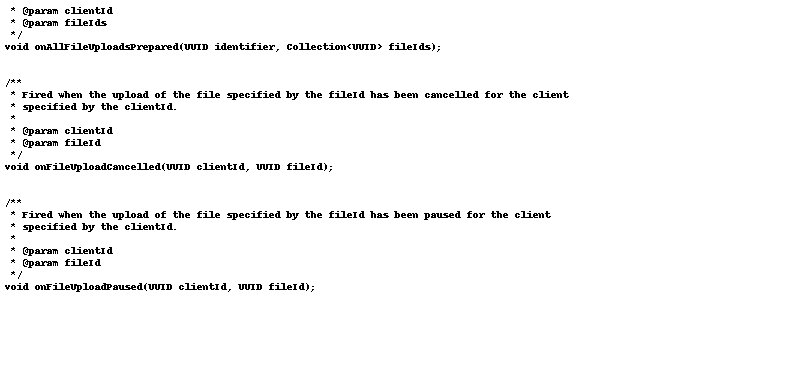 * @param clientId
 * @param fileIds
 */
void onAllFileUploadsPrepared(UUID identifier, Collection<UUID> fileIds);
/**
 * Fired when the upload of the file specified by the fileId has been cancelled for the client
 * specified by the clientId.
 *
 * @param clientId
 * @param fileId
 */
void onFileUploadCancelled(UUID clientId, UUID fileId);
/**
 * Fired when the upload of the file specified by the fileId has been paused for the client
 * specified by the clientId.
 *
 * @param clientId
 * @param fileId
 */
void onFileUploadPaused(UUID clientId, UUID fileId);